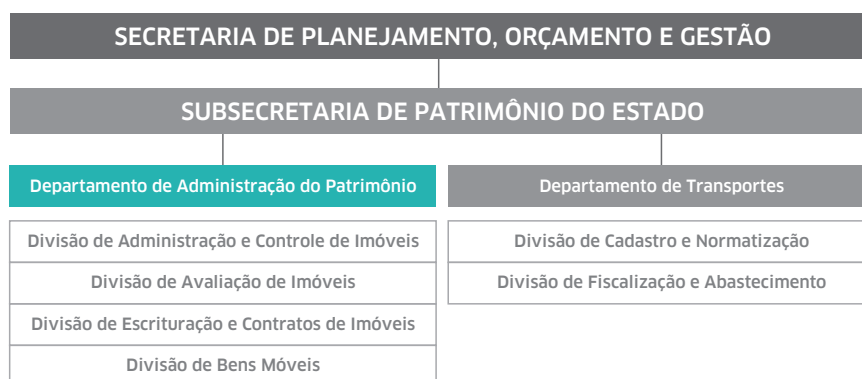 SECRETARIA DE PLANEJAMENTO, ORÇAMENTO E GESTÃO
SUBSECRETARIA DE PATRIMÔNIO DO ESTADO
Departamento de Administração do Patrimônio
Divisão de Administração e Controle de Imóveis
Divisão de Avaliação de Imóveis
Divisão de Escrituração e Contratos de Imóveis
Divisão de Bens Móveis
Departamento de Transportes
Divisão de Cadastro e Normatização
Divisão de Fiscalização e Abastecimento